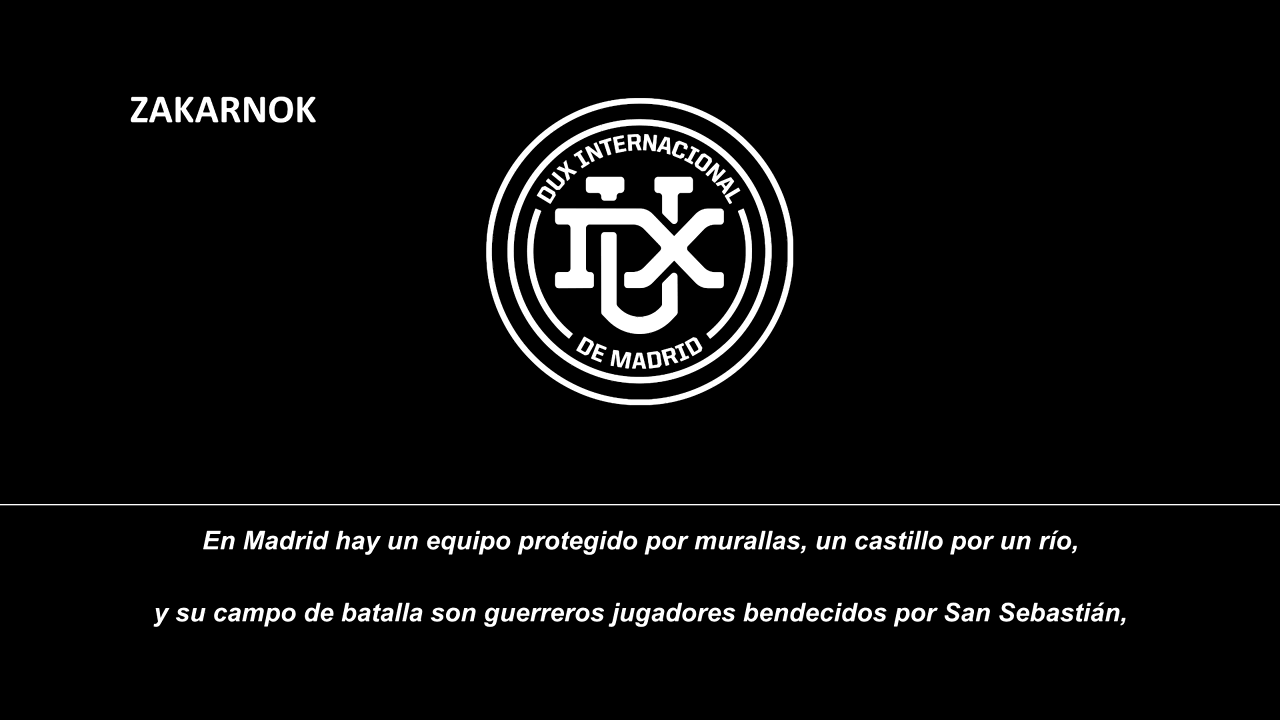 ZAKARNOK
DUX INTERNACIONAL
DUX
DE MADRID
En Madrid hay un equipo protegido por murallas, un castillo por un río,
y su campo de batalla son guerreros jugadores bendecidos por San Sebastián,